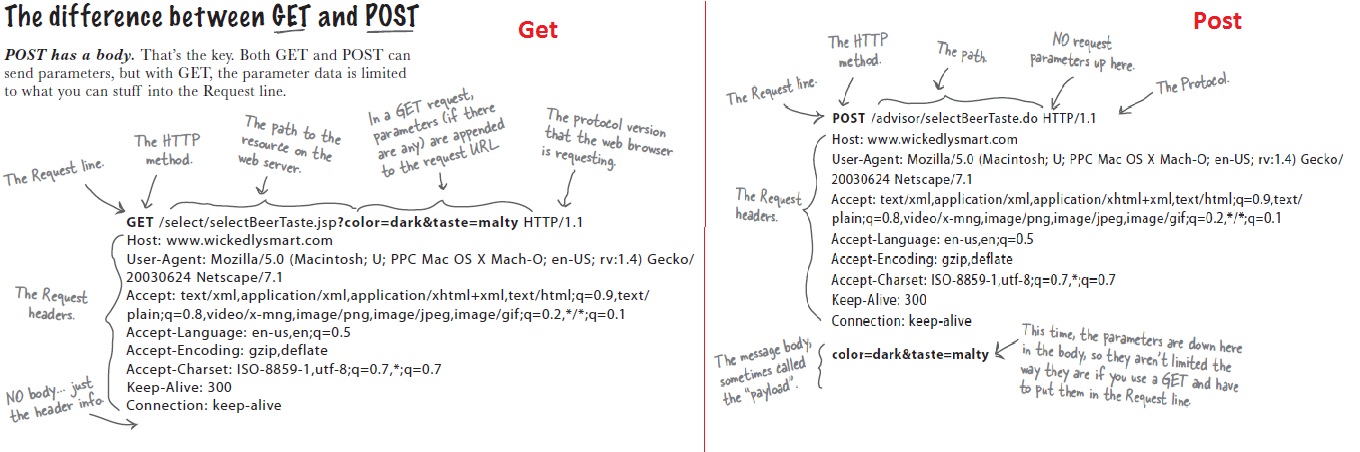 The difference between GET and POST
POST has a body. That's the key. Both GET and POST can
send parameters, but with GET, the parameter data is limited
to what you can stuff into the Request line.
Get
The Request line.
The HTTP
method.
The path to the
resource on the
web server.
In a GET request,
parameters (if there
are any) are appended
to the request URL
The protocol version
that the web browser
is requesting.
GET /select/selectBeerTaste.jsp?color=dark&taste=malty HTTP/1.1
The Request
headers.
Host: www.wickedlysmart.com
User-Agent: Mozilla/5.0 (Macintosh; U; PPC Mac OS X Mach-O; en-US; rv:1.4) Gecko/
20030624 Netscape/7.1
Accept: text/xml,application/xml,application/xhtml+xml,text/html;q=0.9,text/
plain;q=0.8,video/x-mng,image/png,image/jpeg,image/gif;q=0.2,*/*;q=0.1
Accept-Language: en-us,en;q=0.5
Accept-Encoding: gzip,deflate
Accept-Charset: ISO-8859-1,utf-8;q=0.7,*;q=0.7
Keep-Alive: 300
Connection: keep-alive
NO body... just
the header info.
Post
The Request line.
The HTTP
method.
The path.
NO request
parameters up here.
The Protocol.
POST /advisor/selectBeerTaste.do HTTP/1.1
The Request
headers.
Host: www.wickedlysmart.com
User-Agent: Mozilla/5.0 (Macintosh; U; PPC Mac OS X Mach-O; en-US; rv:1.4) Gecko/
20030624 Netscape/7.1
Accept: text/xml,application/xml,application/xhtml+xml,text/html;q=0.9,text/
plain;q=0.8,video/x-mng,image/png,image/jpeg,image/gif;q=0.2,*/*;q=0.1
Accept-Language: en-us,en;q=0.5
Accept-Encoding: gzip,deflate
Accept-Charset: ISO-8859-1,utf-8;q=0.7,*;q=0.7
Keep-Alive: 300
Connection: keep-alive
The message body,
sometimes called
the "payload".
color=dark&taste=malty
This time, the parameters are down here
in the body, so they aren't limited the
way they are if you use a GET and have
to put them in the Request line.